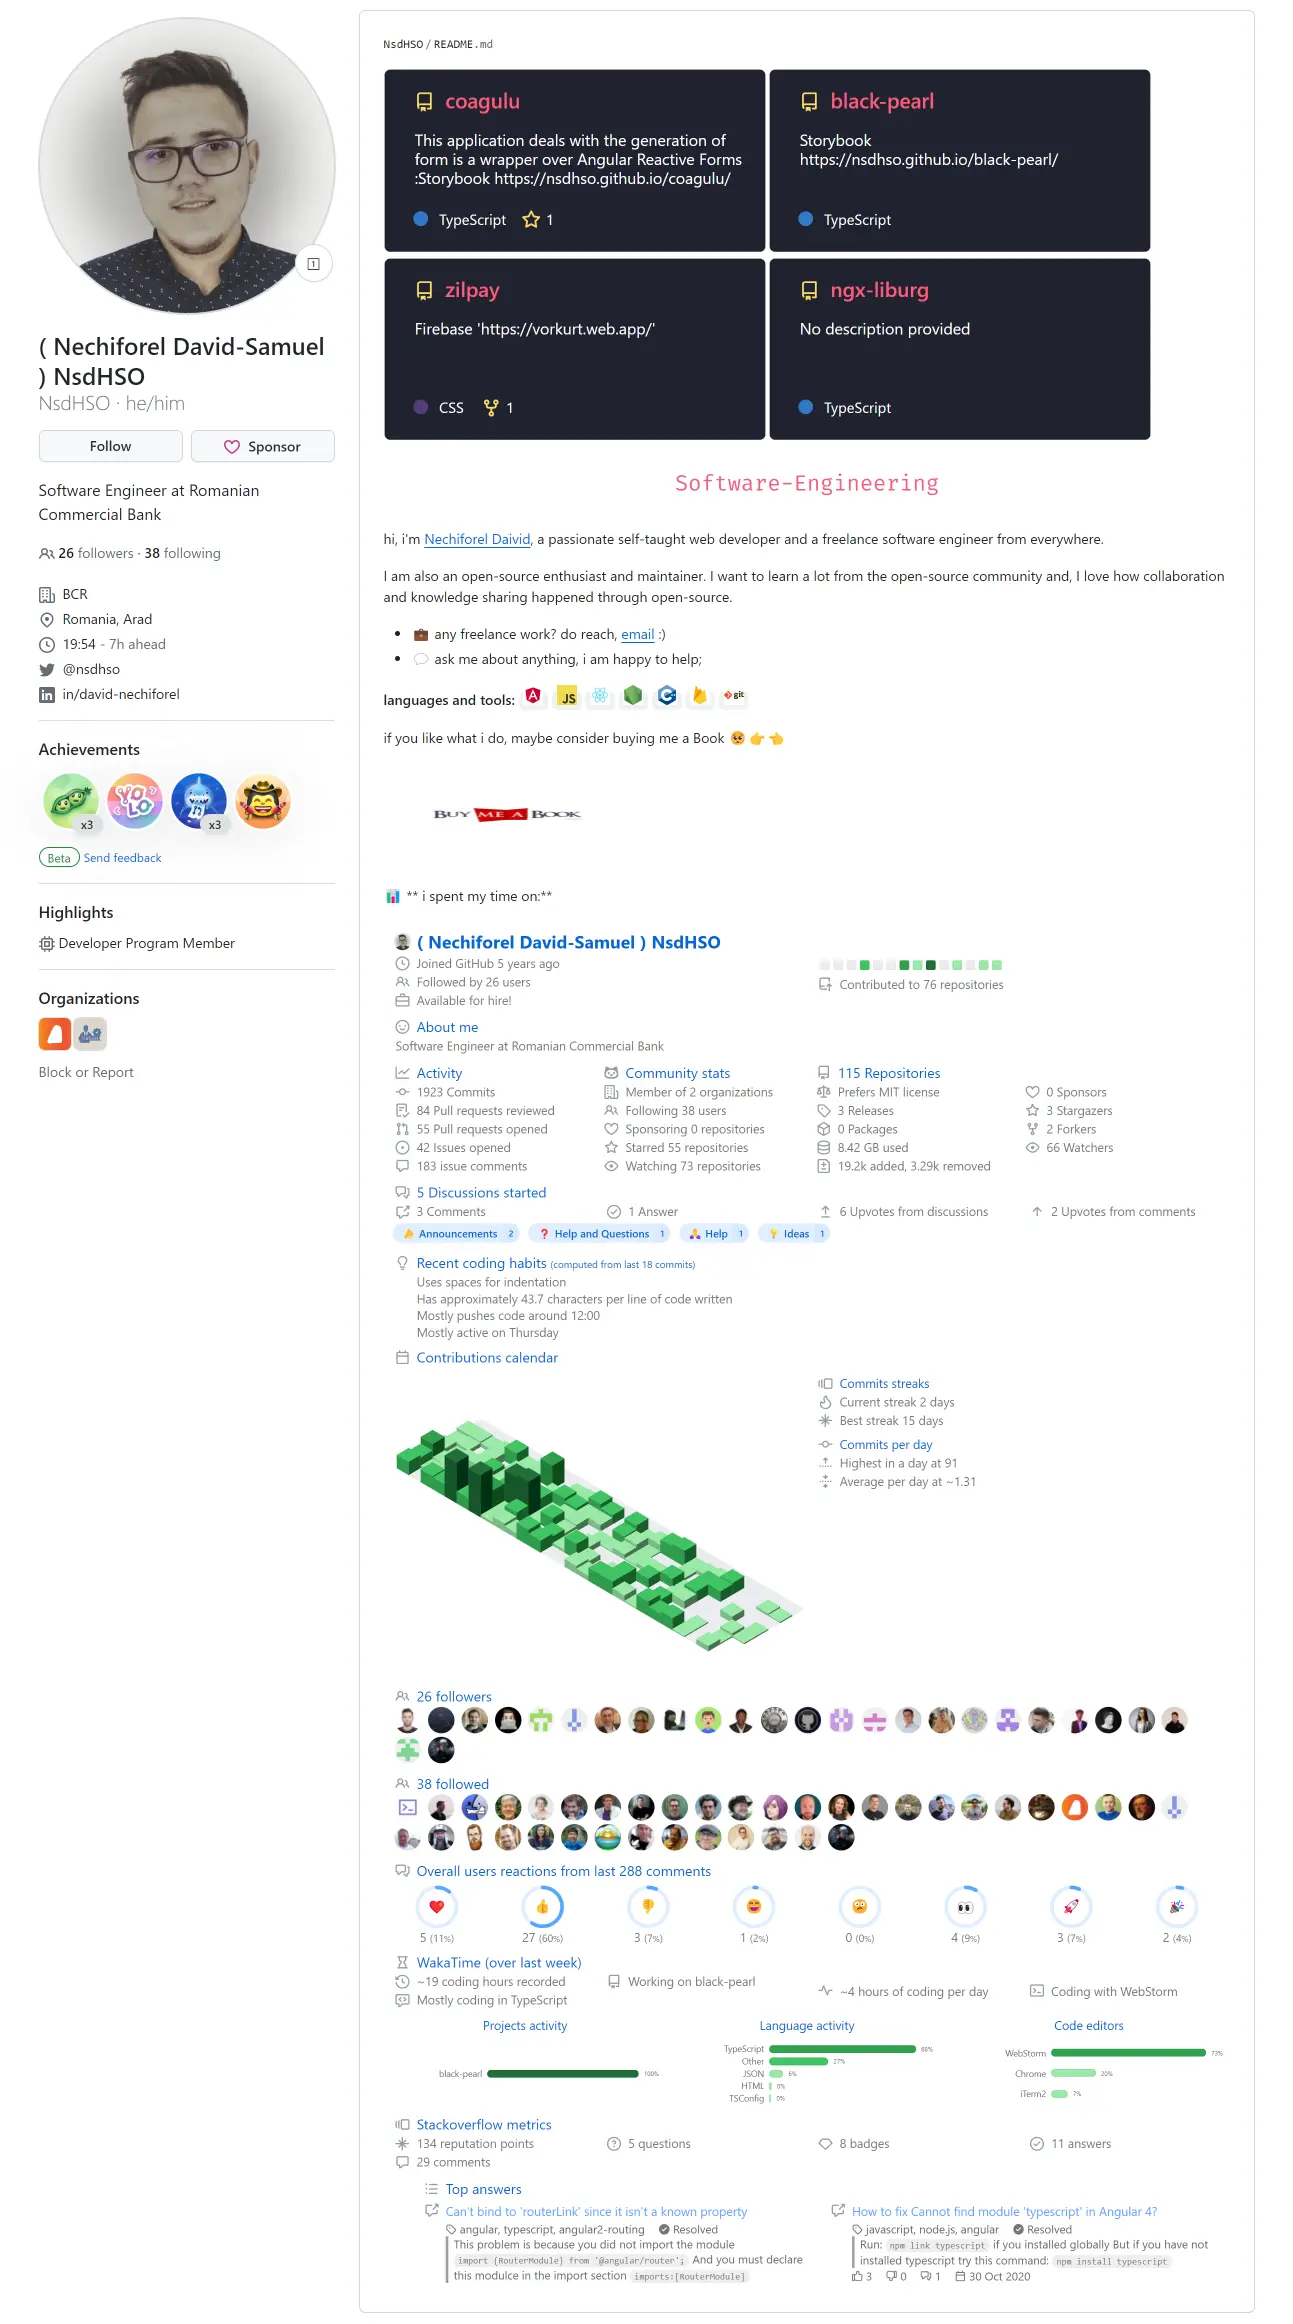 ( Nechiforel David-Samuel
) NsdHSO
NsdHSO · he/him
Follow
Sponsor
Software Engineer at Romanian
Commercial Bank
26 followers · 38 following
BCR
Romania, Arad
19:54 - 7h ahead
@nsdhso
in/david-nechiforel
Achievements
x3
YOLO
x3
Beta Send feedback
Highlights
Developer Program Member
Organizations
Block or Report
NsdHSO / README.md
coagulu
This application deals with the generation of
form is a wrapper over Angular Reactive Forms
:Storybook https://nsdhso.github.io/coagulu/
TypeScript 1
black-pearl
Storybook
https://nsdhso.github.io/black-pearl/
TypeScript
zilpay
Firebase 'https://vorkurt.web.app/'
CSS 1
ngx-liburg
No description provided
TypeScript
Software-Engineering
hi, i'm Nechiforel Daivid, a passionate self-taught web developer and a freelance software engineer from everywhere.
I am also an open-source enthusiast and maintainer. I want to learn a lot from the open-source community and, I love how collaboration
and knowledge sharing happened through open-source.
any freelance work? do reach, email :)
ask me about anything, i am happy to help;
languages and tools: A JS C++ git
if you like what i do, maybe consider buying me a Book
BUY ME A BOOK
** i spent my time on:**
( Nechiforel David-Samuel ) NsdHSO
Joined GitHub 5 years ago
Followed by 26 users
Contributed to 76 repositories
Available for hire!
About me
Software Engineer at Romanian Commercial Bank
Activity
1923 Commits
84 Pull requests reviewed
55 Pull requests opened
42 Issues opened
183 issue comments
Community stats
Member of 2 organizations
Following 38 users
Sponsoring 0 repositories
Starred 55 repositories
Watching 73 repositories
115 Repositories
Prefers MIT license
3 Releases
0 Packages
8.42 GB used
19.2k added, 3.29k removed
0 Sponsors
3 Stargazers
2 Forkers
66 Watchers
5 Discussions started
3 Comments
1 Answer
6 Upvotes from discussions
2 Upvotes from comments
Announcements 2
Help and Questions 1
Help 1
Ideas 1
Recent coding habits (computed from last 18 commits)
Uses spaces for indentation
Has approximately 43.7 characters per line of code written
Mostly pushes code around 12:00
Mostly active on Thursday
Contributions calendar
Commits streaks
Current streak 2 days
Best streak 15 days
Commits per day
Highest in a day at 91
Average per day at ~1.31
26 followers
38 followed
Overall users reactions from last 288 comments
5 (11%)
27 (60%)
3 (7%)
1 (2%)
0 (0%)
4 (9%)
3 (7%)
2 (4%)
WakaTime (over last week)
~19 coding hours recorded
Working on black-pearl
~4 hours of coding per day
Coding with WebStorm
Mostly coding in TypeScript
Projects activity
black-pearl 100%
Language activity
TypeScript 68%
Other 27%
JSON 6%
HTML 0%
TSConfig 0%
Code editors
WebStorm 73%
Chrome 20%
iTerm2 7%
Stackoverflow metrics
134 reputation points
5 questions
8 badges
11 answers
29 comments
Top answers
Can't bind to 'routerLink' since it isn't a known property
angular, typescript, angular2-routing Resolved
This problem is because you did not import the module
import {RouterModule} from '@angular/router'; And you must declare
this modulce in the import section imports:[RouterModule]
How to fix Cannot find module 'typescript' in Angular 4?
javascript, node.js, angular Resolved
Run: npm link typescript if you installed globally But if you have not
installed typescript try this command: npm install typescript
3 0 1 30 Oct 2020